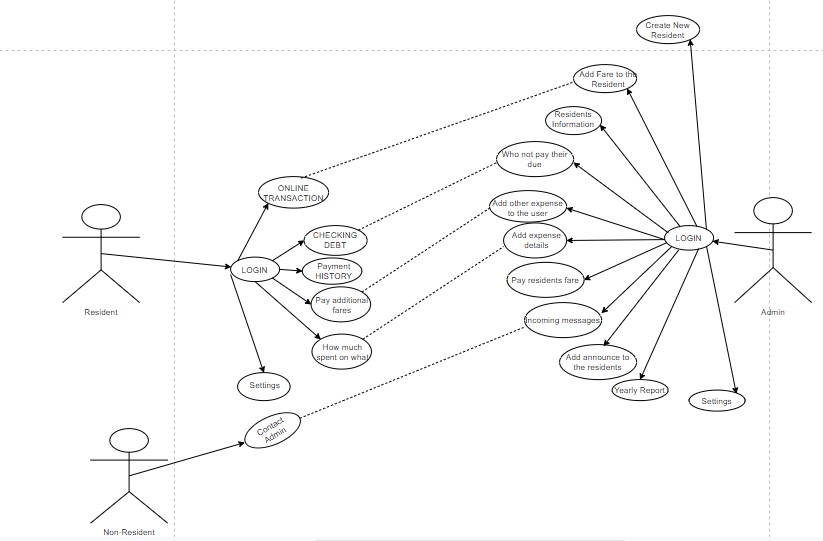 Create New
Resident
Add Fare to the
Resident
Residents
Information
Who not pay their
due
ONLINE
TRANSACTION
Add other expense
to the user
CHECKING
DEBT
Add expense
details
LOGIN
LOGIN
Payment
HISTORY
Pay residents fare
Pay additional
fares
Resident
Admin
Incoming messages
How much
spent on what
Add announce to
the residents
Settings
Yearly Report
Settings
Contact
Admin
Non-Resident